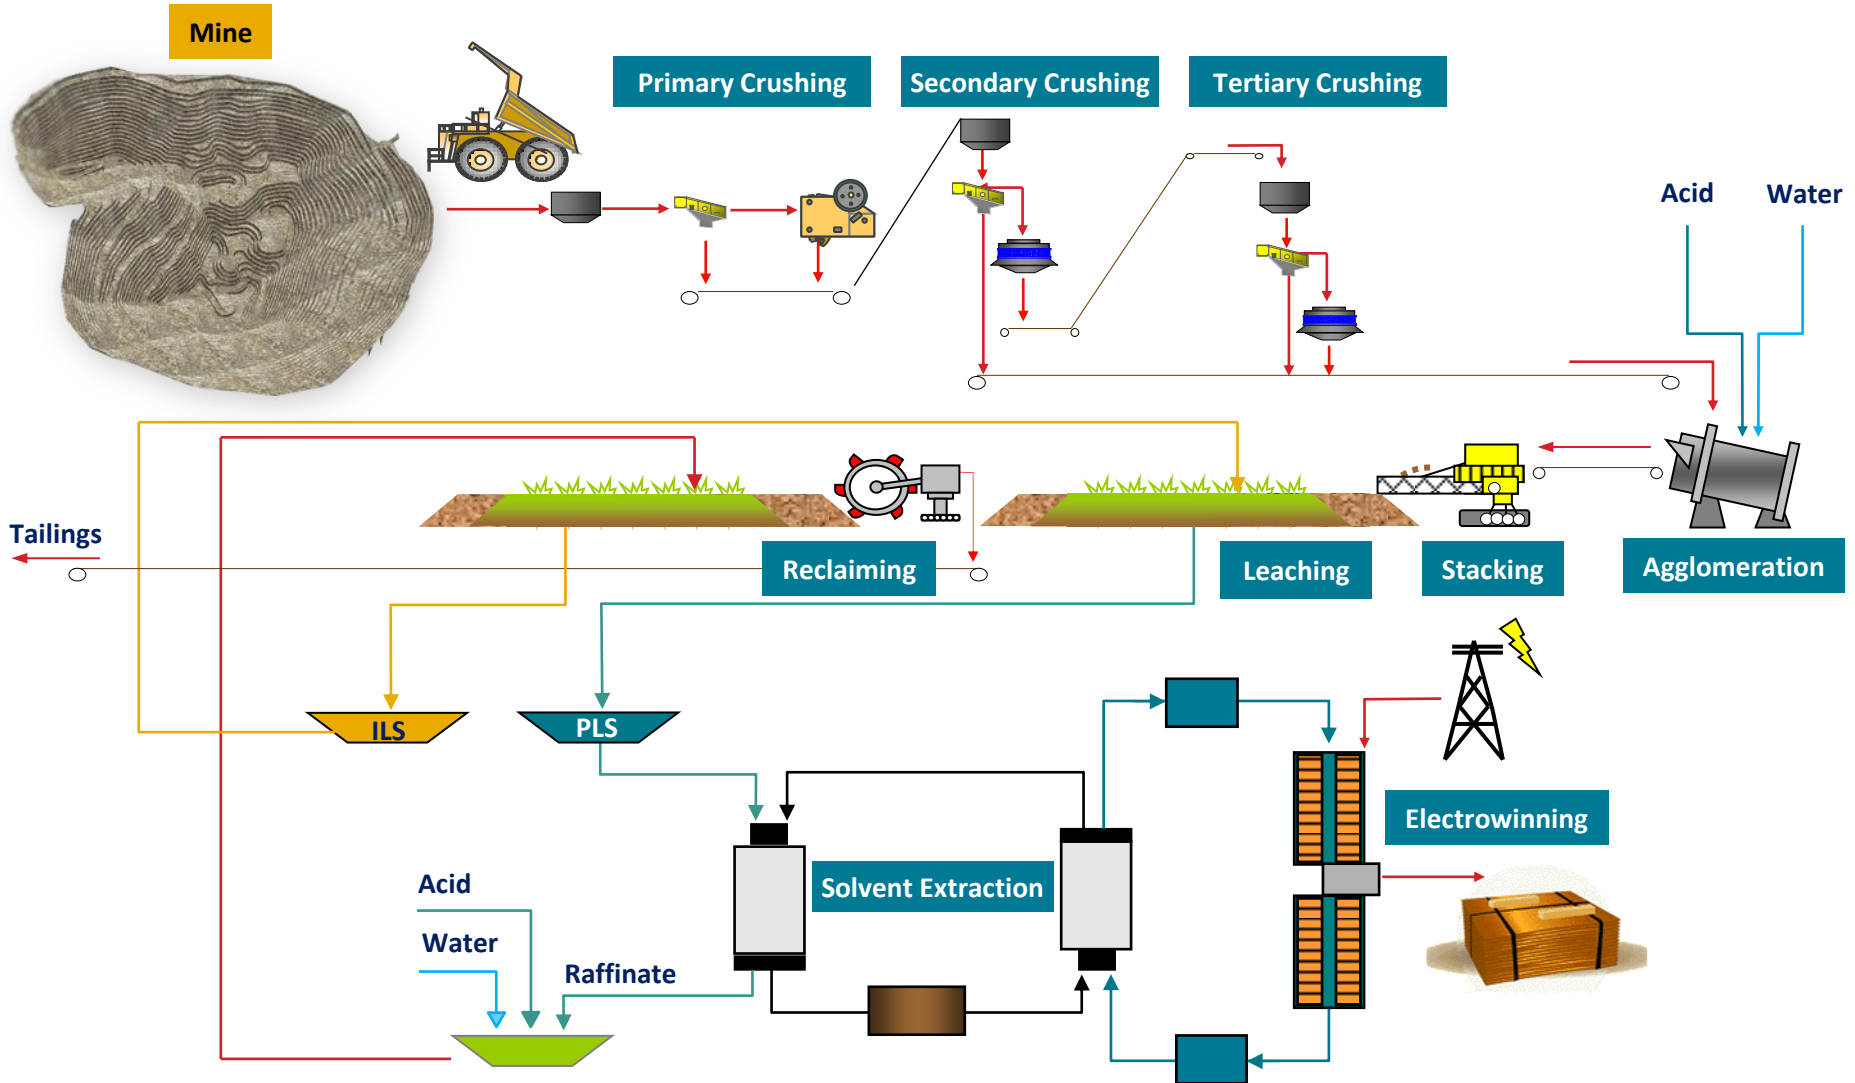 Mine
Primary Crushing
Secondary Crushing
Tertiary Crushing
Acid
Water
Tailings
Reclaiming
Leaching
Stacking
Agglomeration
ILS
PLS
Electrowinning
Solvent Extraction
Acid
Water
Raffinate